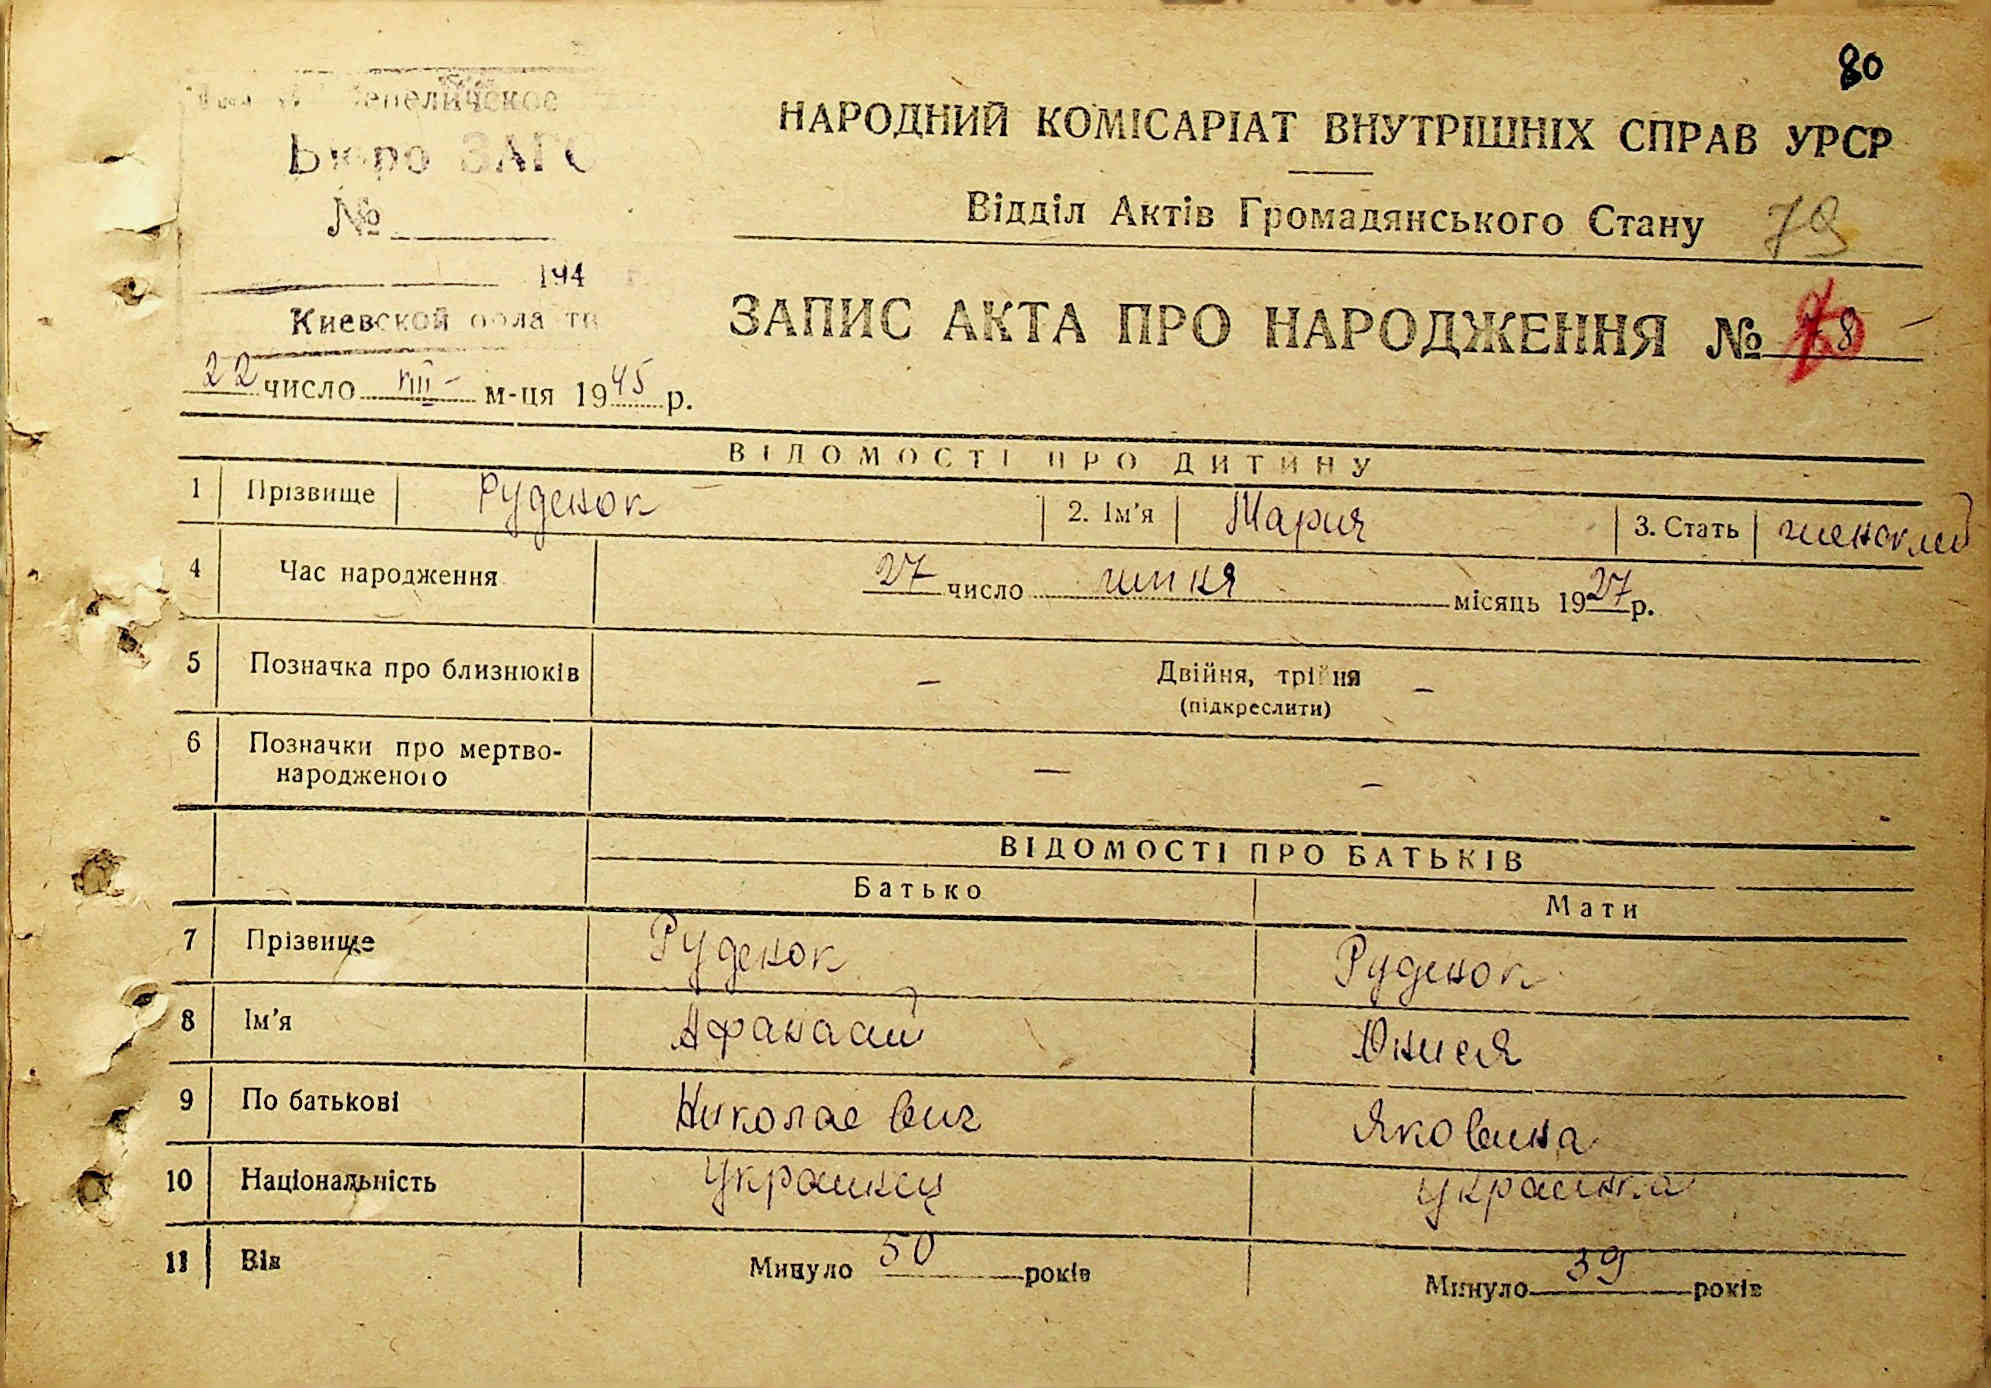 80
Бюро ЗАГС
№
194
Киевской области
НАРОДНИЙ КОМІСАРІАТ ВНУТРІШНІХ СПРАВ УРСР
Відділ Актів Громадянського Стану 79
ЗАПИС АКТА ПРО НАРОДЖЕННЯ № 78
22 число VIII м-ця 1945 р.
ВІДОМОСТІ ПРО ДИТИНУ
1 Прізвище Руденок 2. Ім'я Мария 3. Стать женский
4 Час народження 27 число липня місяць 1927 р.
5 Позначка про близнюків – Двійня, трійня –
(підкреслити)
6 Позначки про мертво-
народженого — –
ВІДОМОСТІ ПРО БАТЬКІВ
Батько Мати
7 Прізвище Руденок Руденок
8 Ім'я Афанасий
9 По батькові Николаевич Яковлина
10 Національність Украинец Украинка
11 Вік Минуло 50 років Минуло 39 років